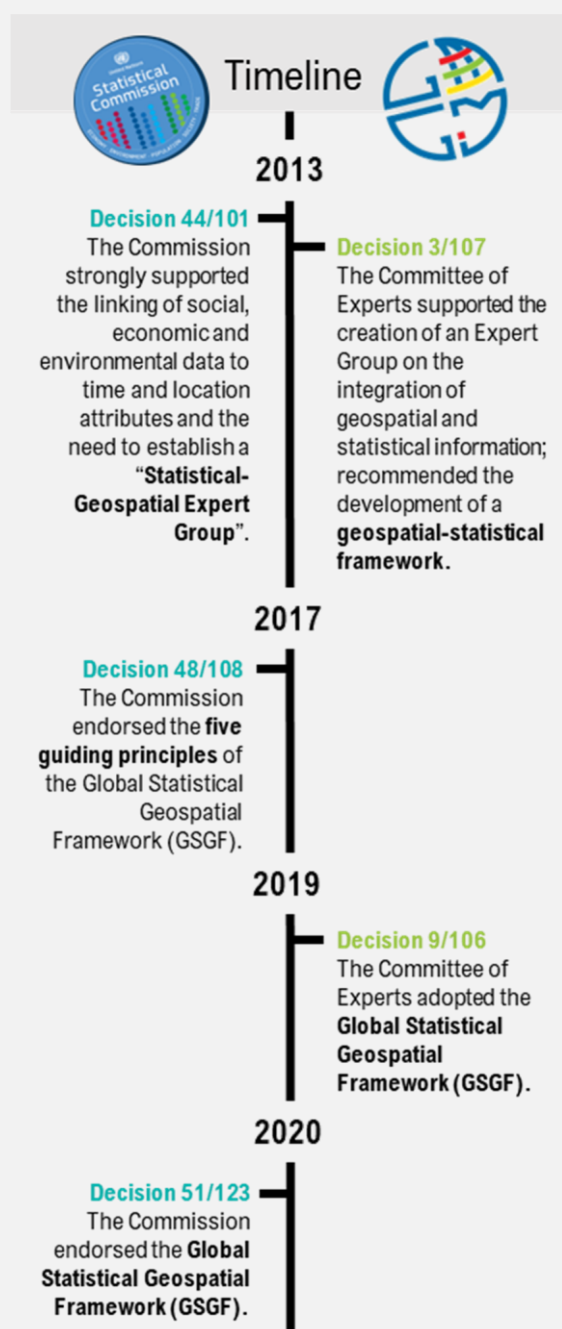 United Nations
Statistical
Commission
Timeline
2013
Decision 44/101
The Commission
strongly supported
the linking of social,
economic and
environmental data to
time and location
attributes and the
need to establish a
“Statistical-
Geospatial Expert
Group”.
Decision 3/107
The Committee of
Experts supported the
creation of an Expert
Group on the
integration of
geospatial and
statistical information;
recommended the
development of a
geospatial-statistical
framework.
2017
Decision 48/108
The Commission
endorsed the five
guiding principles of
the Global Statistical
Geospatial
Framework (GSGF).
2019
Decision 9/106
The Committee of
Experts adopted the
Global Statistical
Geospatial
Framework (GSGF).
2020
Decision 51/123
The Commission
endorsed the Global
Statistical Geospatial
Framework (GSGF).